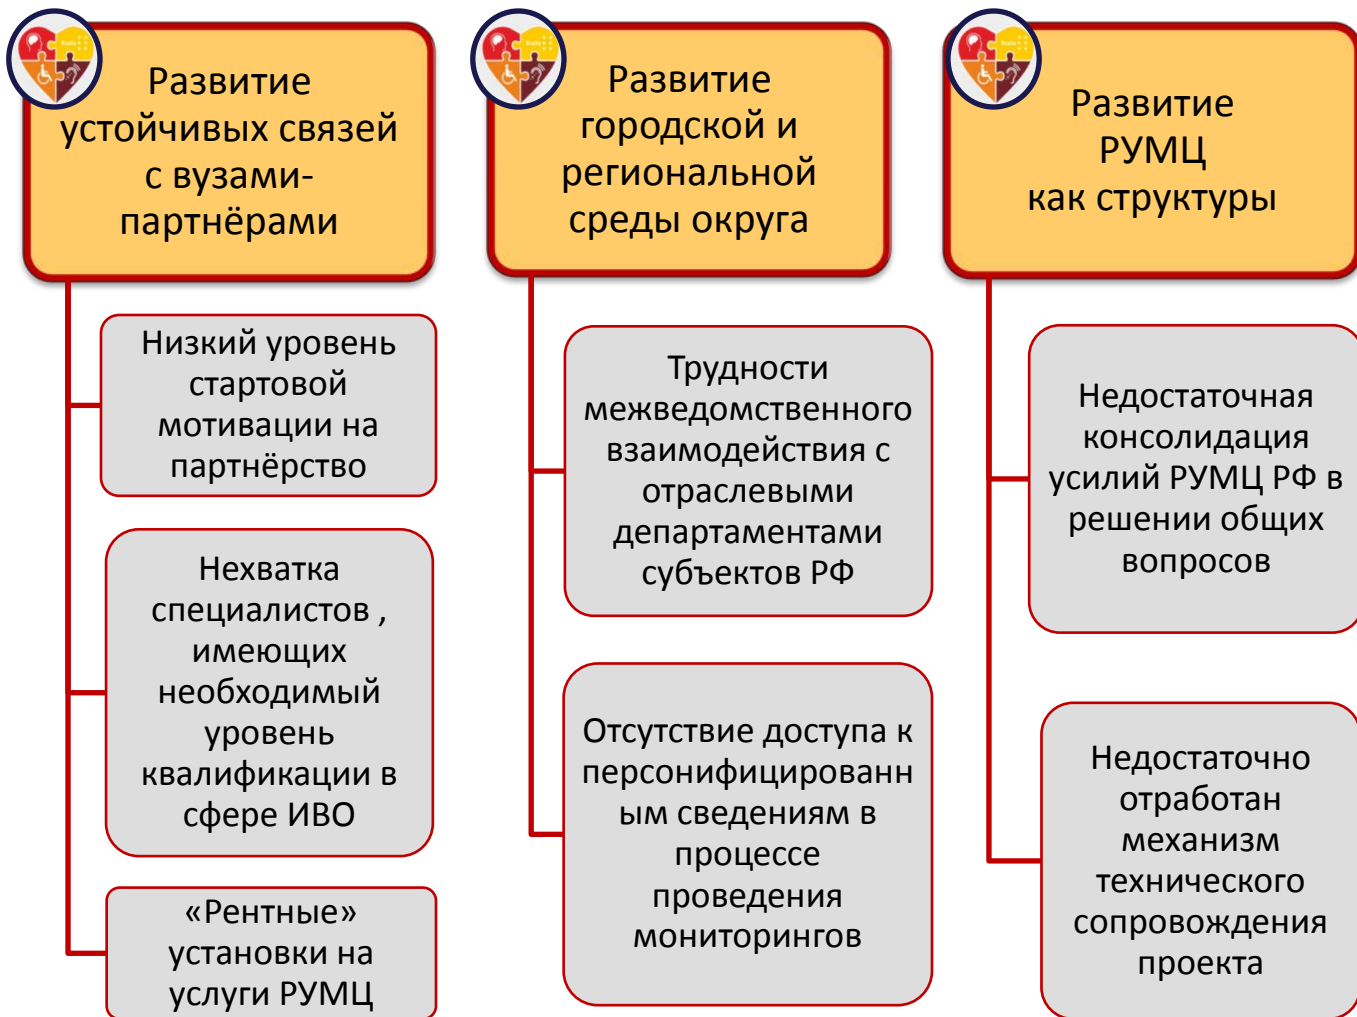 Развитие
устойчивых связей
с вузами-
партнёрами
Низкий уровень
стартовой
мотивации на
партнёрство
Нехватка
специалистов ,
имеющих
необходимый
уровень
квалификации в
сфере ИВО
«Рентные»
установки на
услуги РУМЦ
Развитие
городской и
региональной
среды округа
Трудности
межведомственного
взаимодействия с
отраслевыми
департаментами
субъектов РФ
Отсутствие доступа к
персонифицированн
ым сведениям в
процессе
проведения
мониторингов
Развитие
РУМЦ
как структуры
Недостаточная
консолидация
усилий РУМЦ РФ в
решении общих
вопросов
Недостаточно
отработан
механизм
технического
сопровождения
проекта